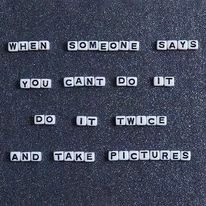 WHEN SOMEONE SAYS
YOU CANT DO IT
DO IT TWICE
AND TAKE PICTURES